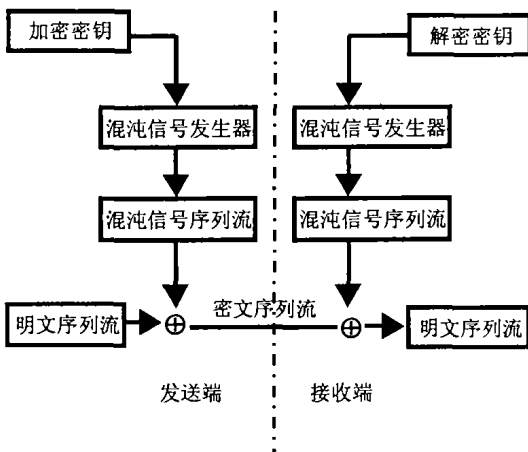 加密密钥
解密密钥
混沌信号发生器
混沌信号发生器
混沌信号序列流
混沌信号序列流
明文序列流
密文序列流
明文序列流
发送端
接收端